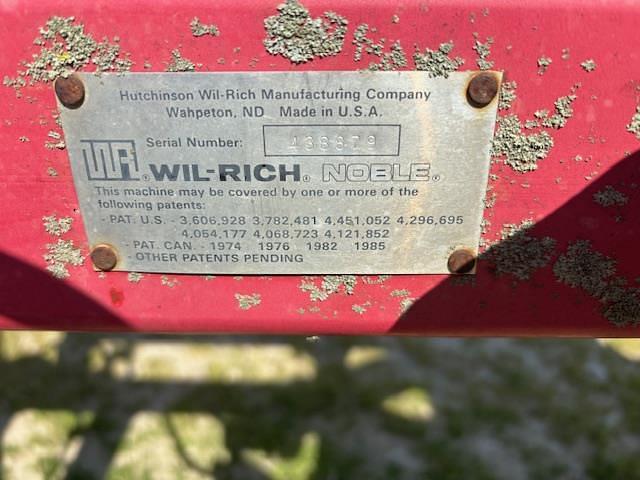 Hutchinson Wil-Rich Manufacturing Company
Wahpeton, ND Made in U.S.A.
Serial Number: 438879
WR® WIL-RICH® NOBLE®
This machine may be covered by one or more of the
following patents:
- PAT. U.S. - 3,606,928 3,782,481 4,451,052 4,296,695
4,054,177 4,068,723 4,121,852
- PAT. CAN. - 1974 1976 1982 1985
- OTHER PATENTS PENDING